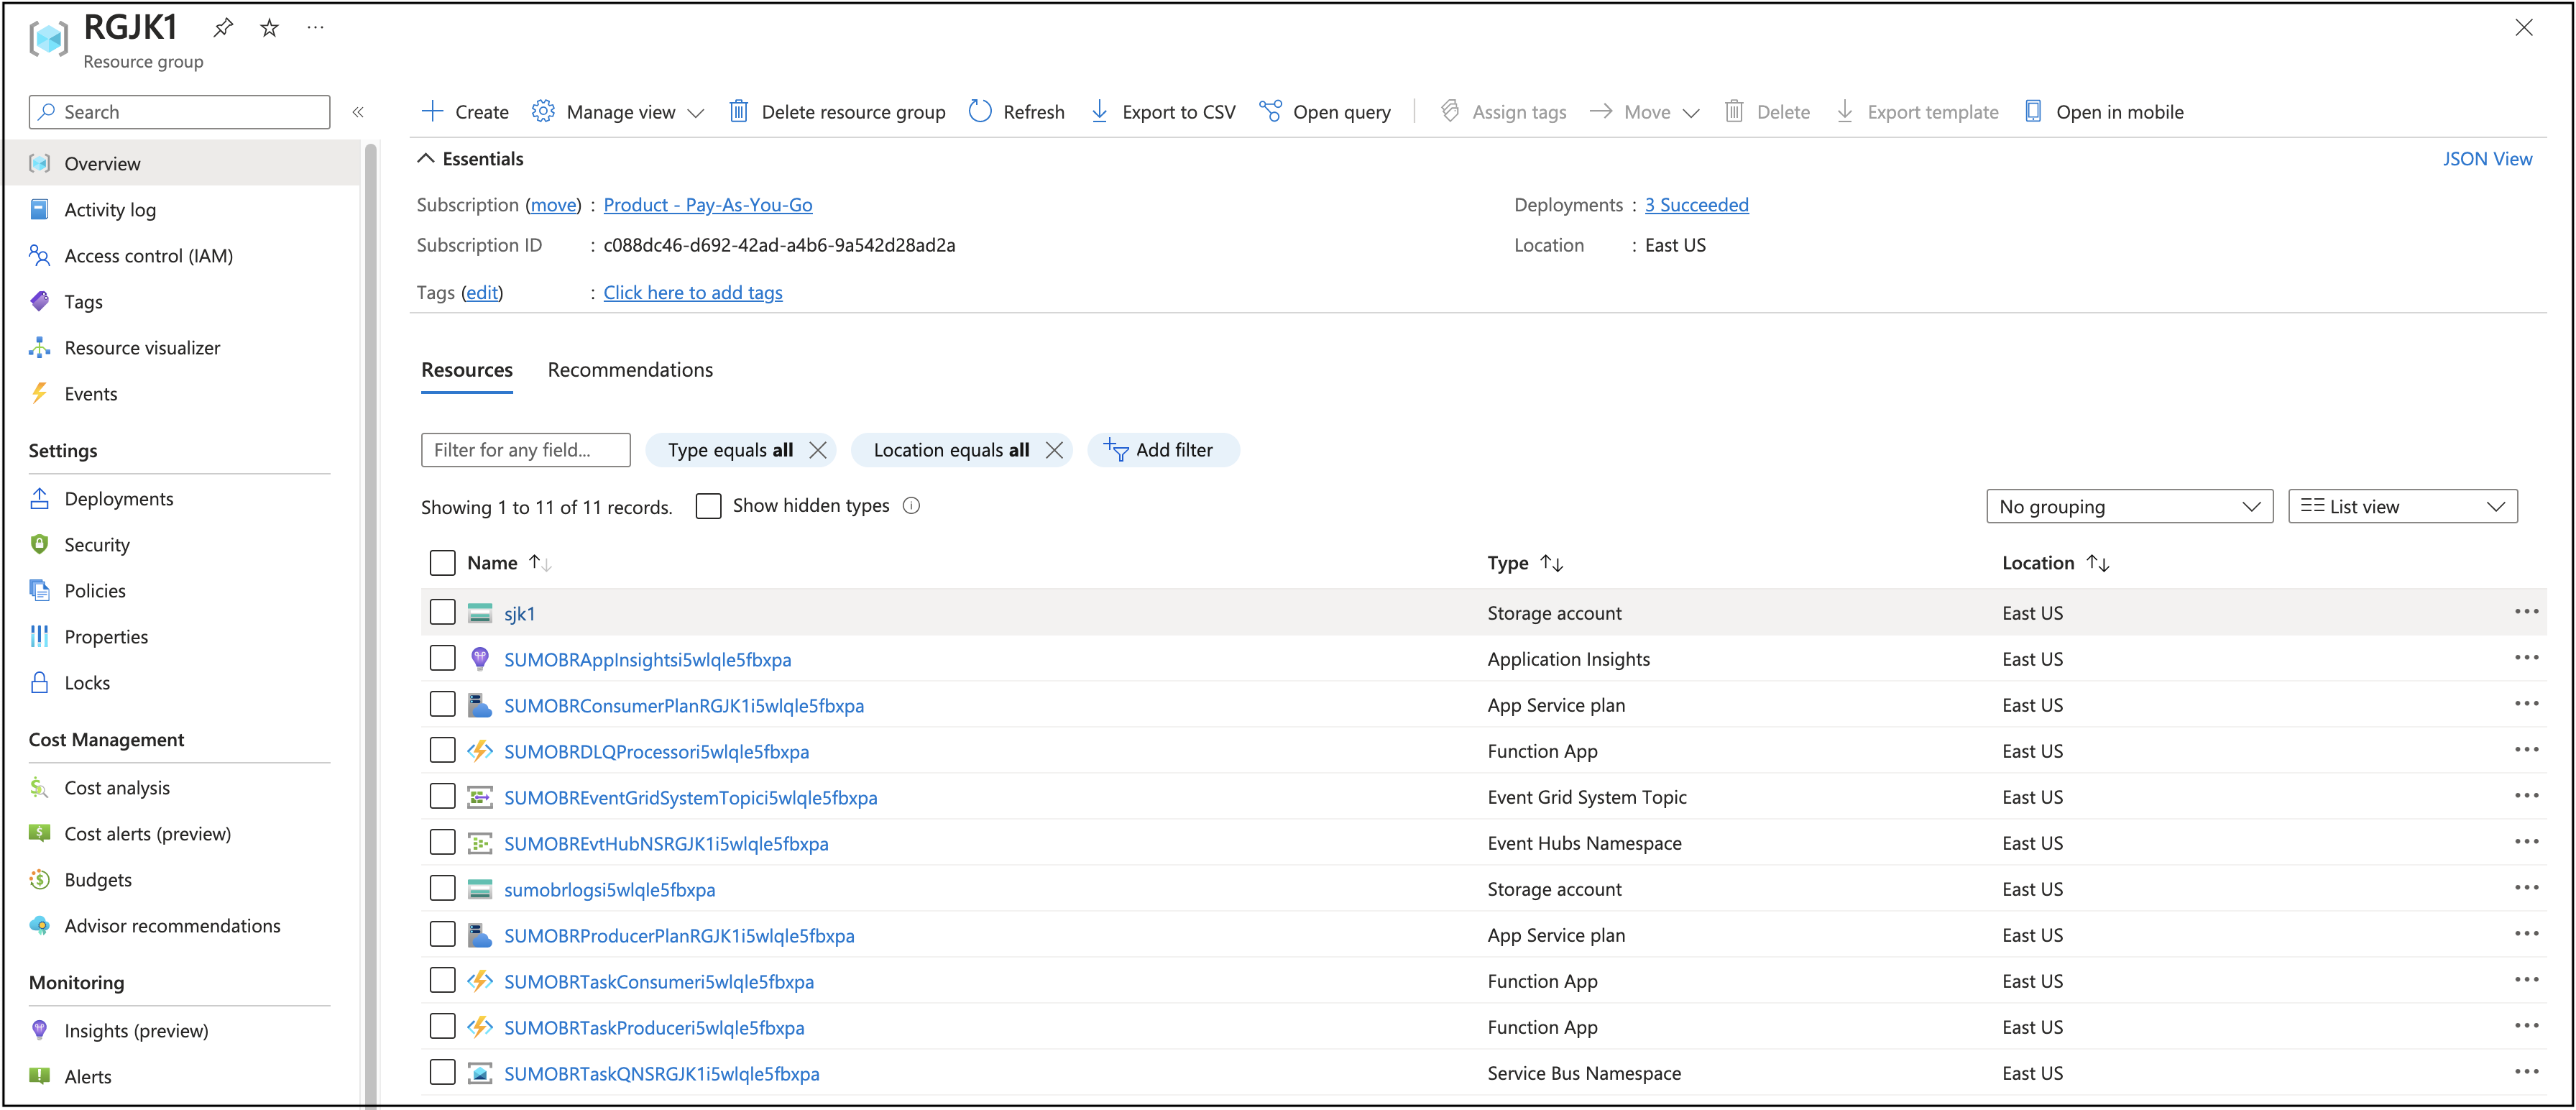 RGJK1
Resource group
Search
Overview
Activity log
Access control (IAM)
Tags
Resource visualizer
Events
Settings
Deployments
Security
Policies
Properties
Locks
Cost Management
Cost analysis
Cost alerts (preview)
Budgets
Advisor recommendations
Monitoring
Insights (preview)
Alerts
Create Manage view Delete resource group Refresh Export to CSV Open query Assign tags Move Delete Export template Open in mobile
Essentials JSON View
Subscription (move) : Product - Pay-As-You-Go Deployments : 3 Succeeded
Subscription ID : c088dc46-d692-42ad-a4b6-9a542d28ad2a Location : East US
Tags (edit) : Click here to add tags
Resources Recommendations
Filter for any field... Type equals all Location equals all Add filter
Showing 1 to 11 of 11 records. Show hidden types No grouping List view
Name Type Location
sjk1 Storage account East US
SUMOBRAppInsightsi5wlqle5fbxpa Application Insights East US
SUMOBRConsumerPlanRGJK1i5wlqle5fbxpa App Service plan East US
SUMOBRDLQProcessori5wlqle5fbxpa Function App East US
SUMOBREventGridSystemTopici5wlqle5fbxpa Event Grid System Topic East US
SUMOBREvtHubNSRGJK1i5wlqle5fbxpa Event Hubs Namespace East US
sumobrlogsi5wlqle5fbxpa Storage account East US
SUMOBRProducerPlanRGJK1i5wlqle5fbxpa App Service plan East US
SUMOBRTaskConsumeri5wlqle5fbxpa Function App East US
SUMOBRTaskProduceri5wlqle5fbxpa Function App East US
SUMOBRTaskQNSRGJK1i5wlqle5fbxpa Service Bus Namespace East US